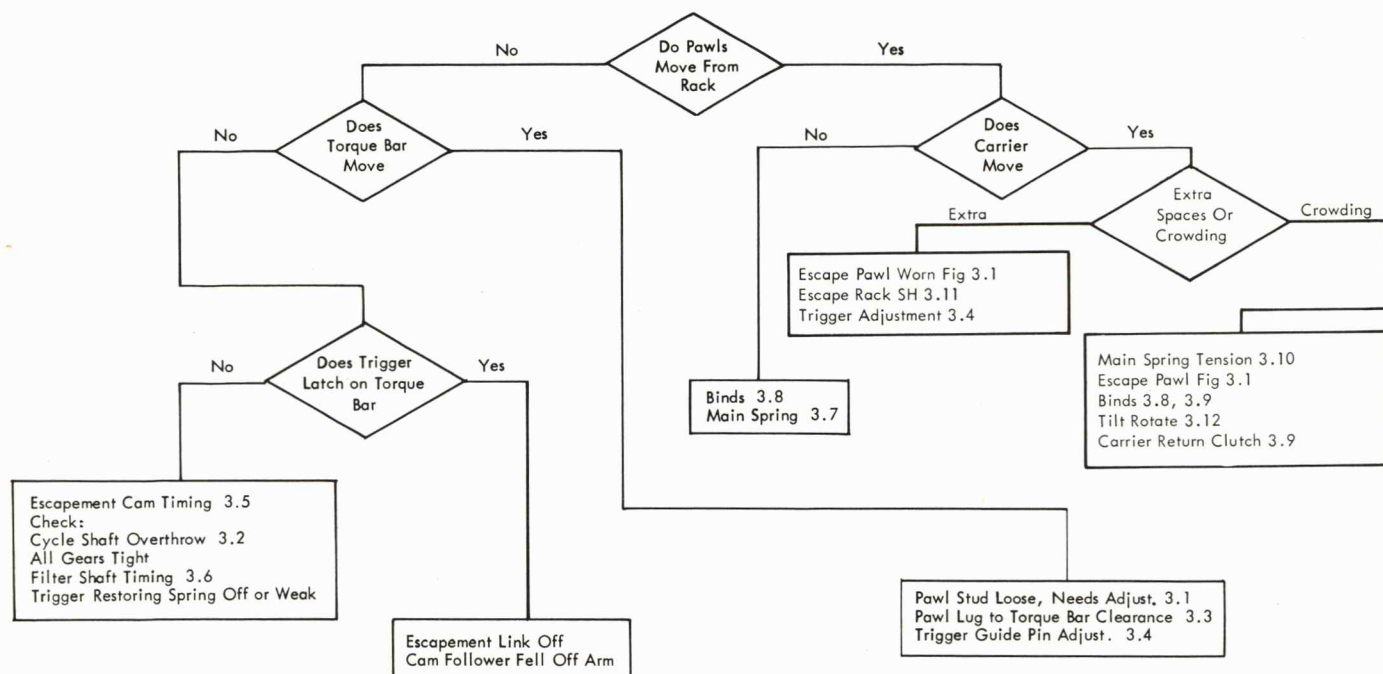 No
Do Pawls
Move From
Rack
Yes
No
Does
Torque Bar
Move
Yes
No
Does
Carrier
Move
Yes
Extra
Extra
Spaces Or
Crowding
Crowding
Escape Pawl Worn Fig 3.1
Escape Rack SH 3.11
Trigger Adjustment 3.4
No
Does Trigger
Latch on Torque
Bar
Yes
Binds 3.8
Main Spring 3.7
Main Spring Tension 3.10
Escape Pawl Fig 3.1
Binds 3.8, 3.9
Tilt Rotate 3.12
Carrier Return Clutch 3.9
Escapement Cam Timing 3.5
Check:
Cycle Shaft Overthrow 3.2
All Gears Tight
Filter Shaft Timing 3.6
Trigger Restoring Spring Off or Weak
Escapement Link Off
Cam Follower Fell Off Arm
Pawl Stud Loose, Needs Adjust. 3.1
Pawl Lug to Torque Bar Clearance 3.3
Trigger Guide Pin Adjust. 3.4